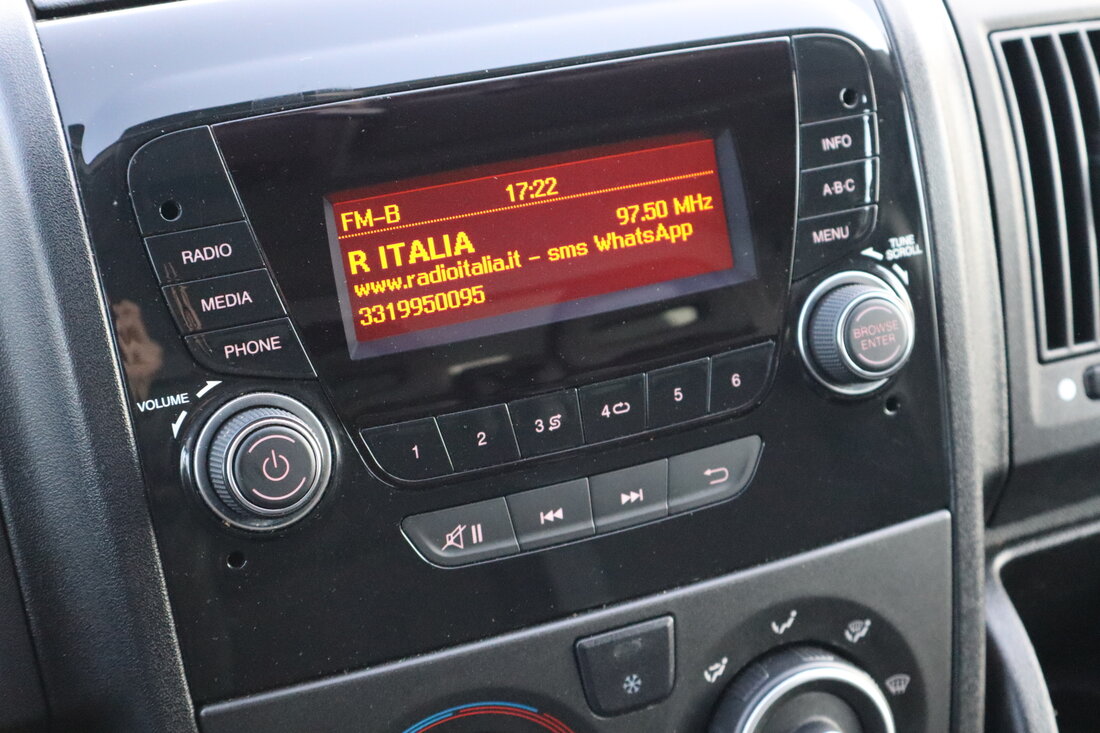 17:22
FM-B
97.50 MHz
R ITALIA
www.radioitalia.it - sms WhatsApp
3319950095
RADIO
MEDIA
PHONE
VOLUME
INFO
A·B·C
MENU
TUNE
SCROLL
BROWSE
ENTER
1
2
3
4
5
6